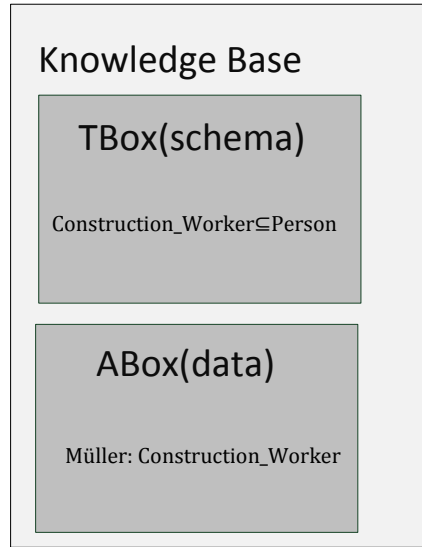 Knowledge Base
TBox(schema)
Construction_Worker⊆Person
ABox(data)
Müller: Construction_Worker